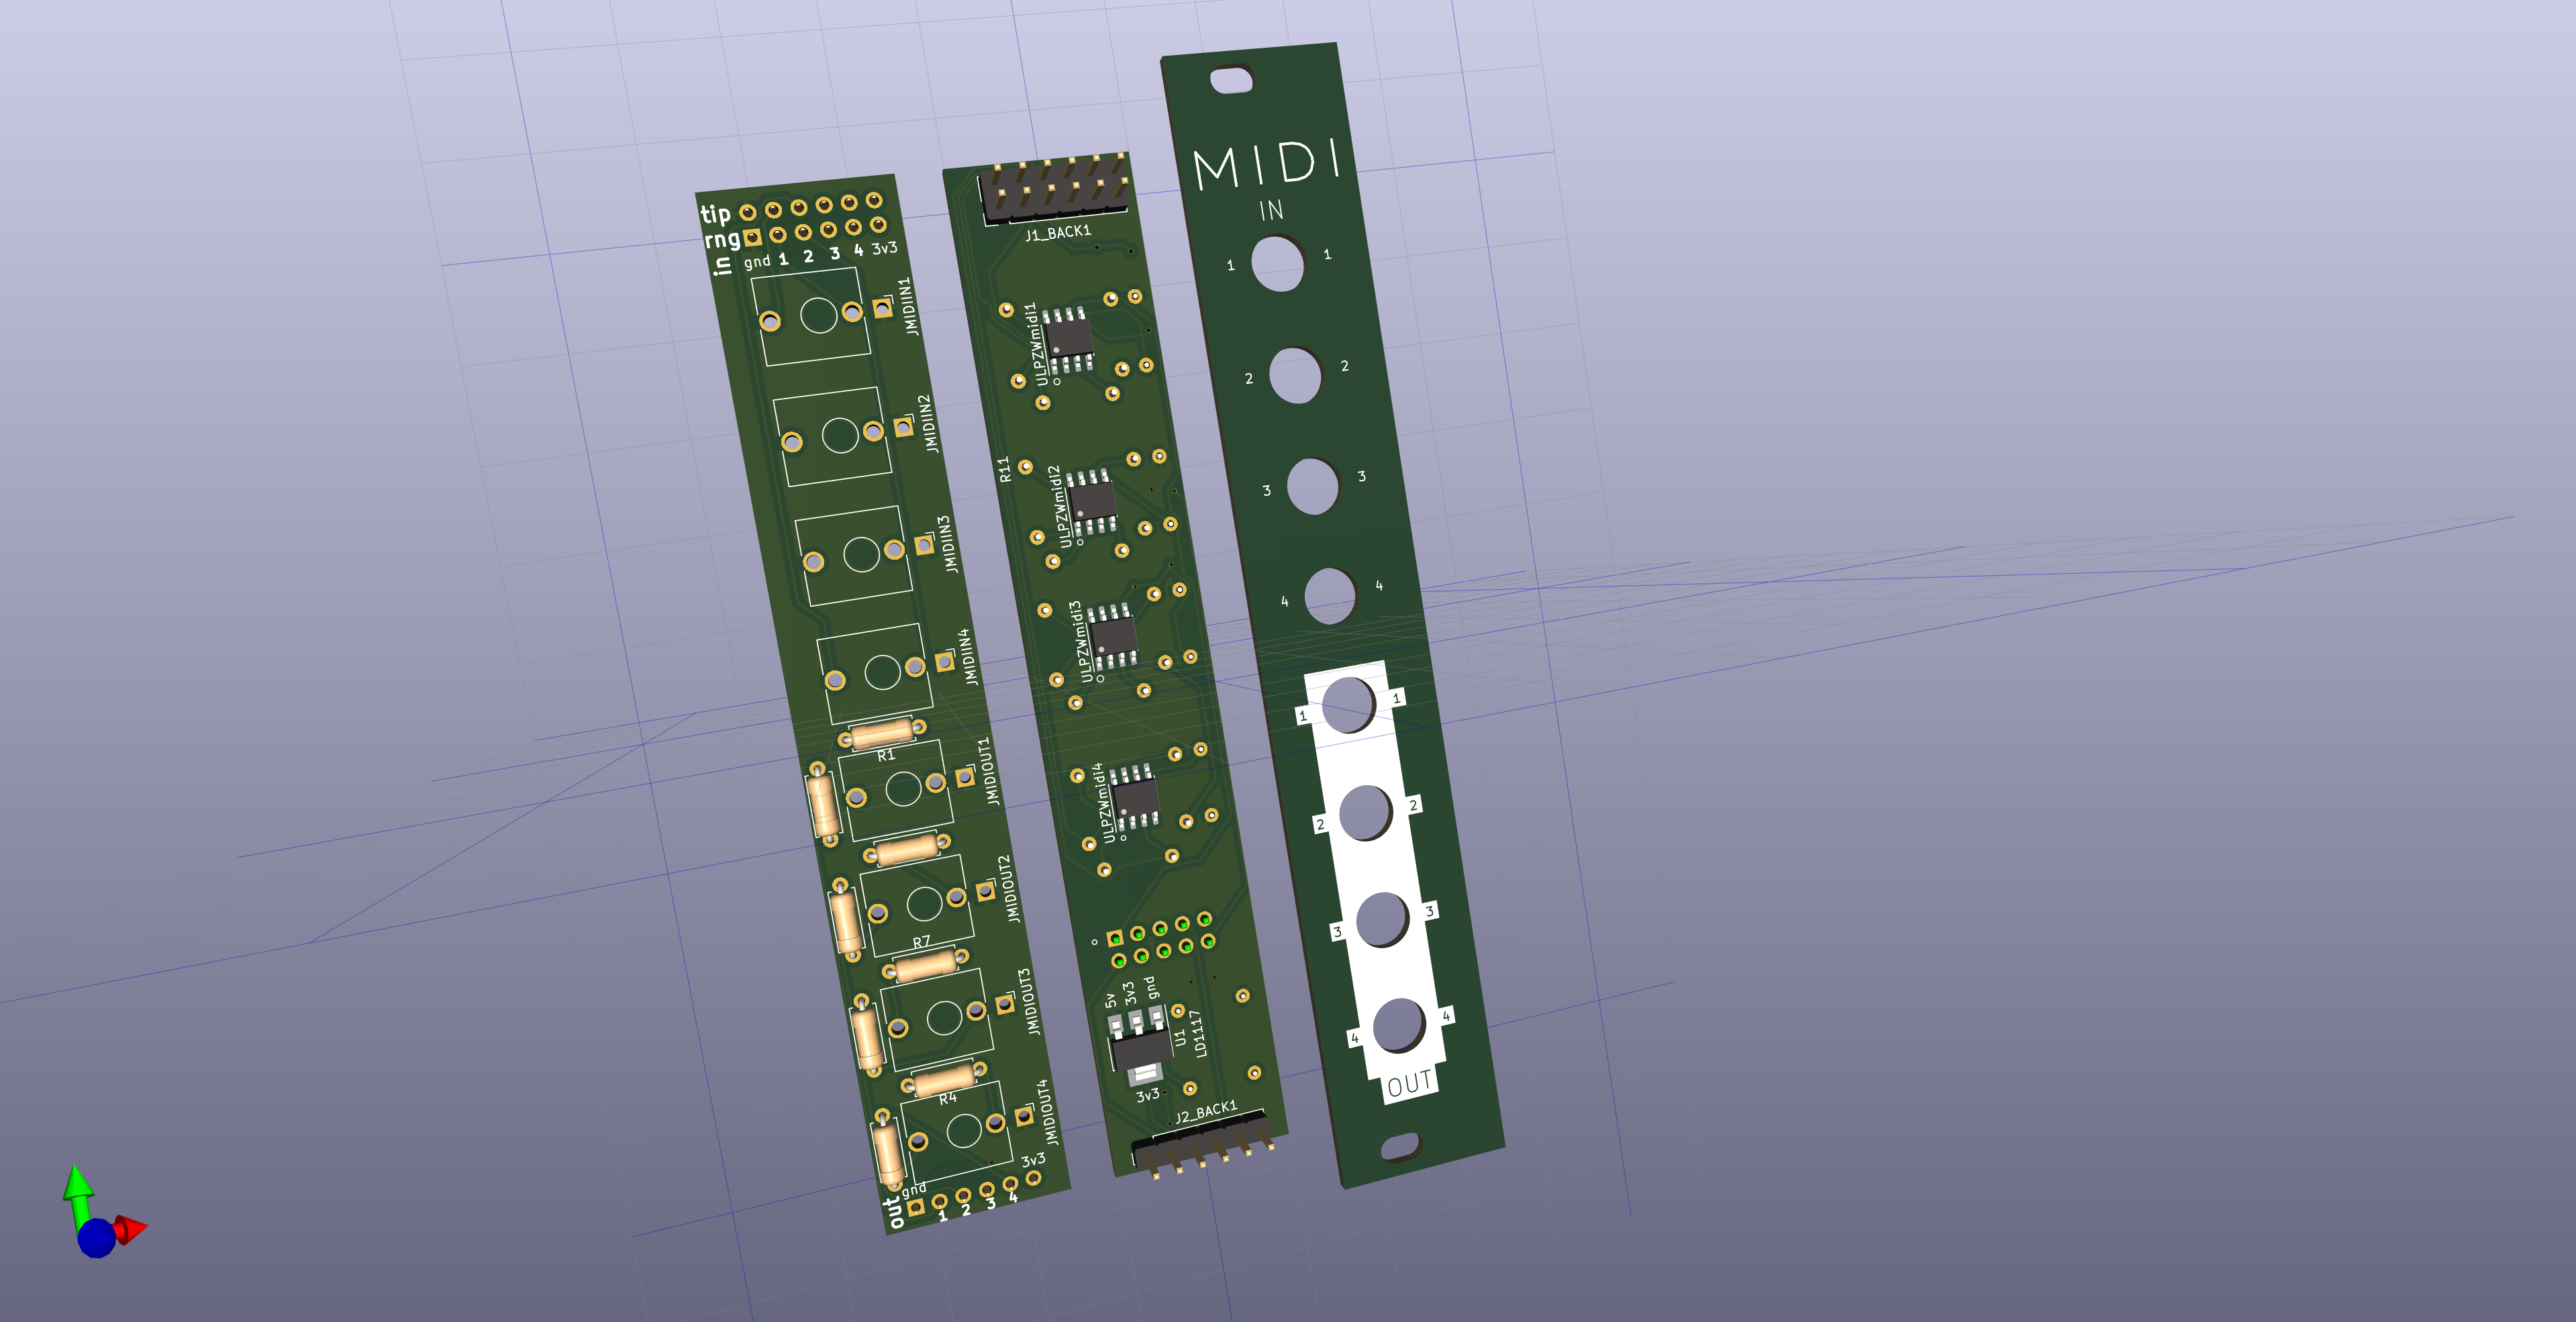 tip
rng
in
gnd 1 2 3 4 3v3
JMIDIIN1
JMIDIIN2
JMIDIIN3
JMIDIIN4
R1
JMIDIOUT1
JMIDIOUT2
R7
JMIDIOUT3
R4
JMIDIOUT4
3v3
gnd
out
1 2 3 4
J1_BACK1
ULPZWmidi1
R11
ULPZWmidi2
ULPZWmidi3
ULPZWmidi4
5v 3v3 gnd
U1
LD1117
3v3
J2_BACK1
MIDI
IN
1 1
2 2
3 3
4 4
1 1
2 2
3 3
4 4
OUT